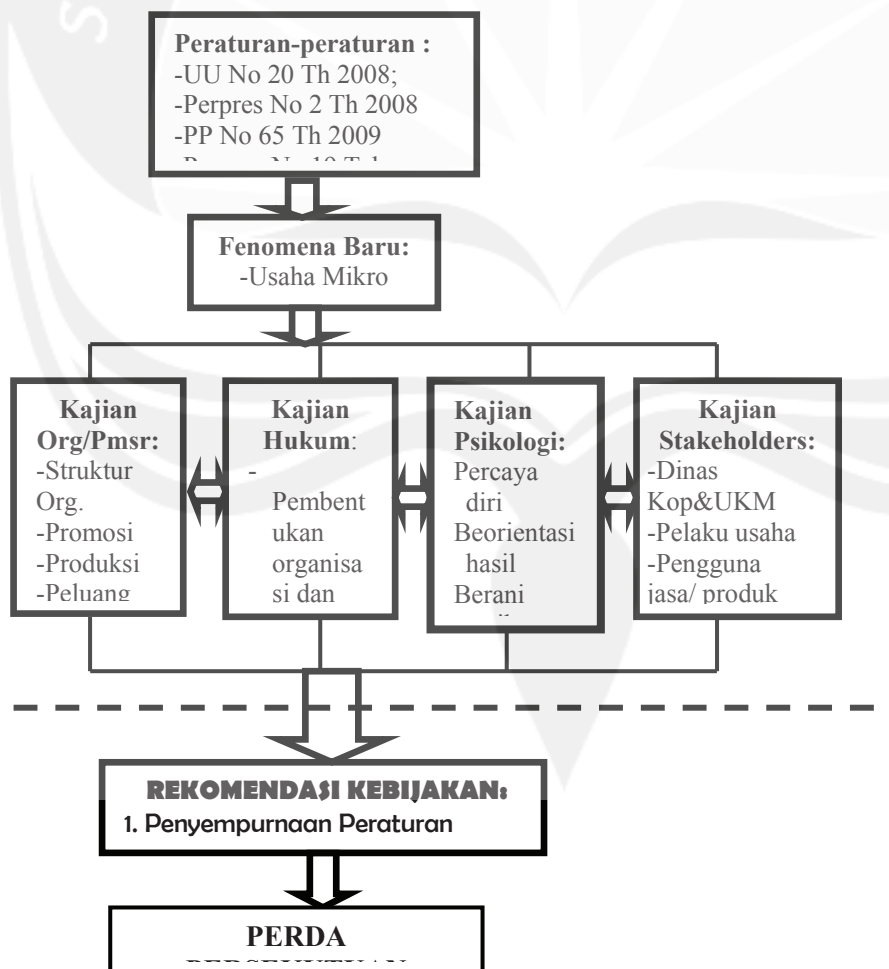 Peraturan-peraturan :
-UU No 20 Th 2008;
-Perpres No 2 Th 2008
-PP No 65 Th 2009
Fenomena Baru:
-Usaha Mikro
Kajian
Org/Pmsr:
-Struktur
Org.
-Promosi
-Produksi
-Peluang
Kajian
Hukum:
-
Pembent
ukan
organisa
si dan
Kajian
Psikologi:
Percaya
diri
Beorientasi
hasil
Berani
Kajian
Stakeholders:
-Dinas
Kop&UKM
-Pelaku usaha
-Pengguna
jasa/ produk
REKOMENDASI KEBIJAKAN:
1. Penyempurnaan Peraturan
PERDA
PERSEKUTUAN